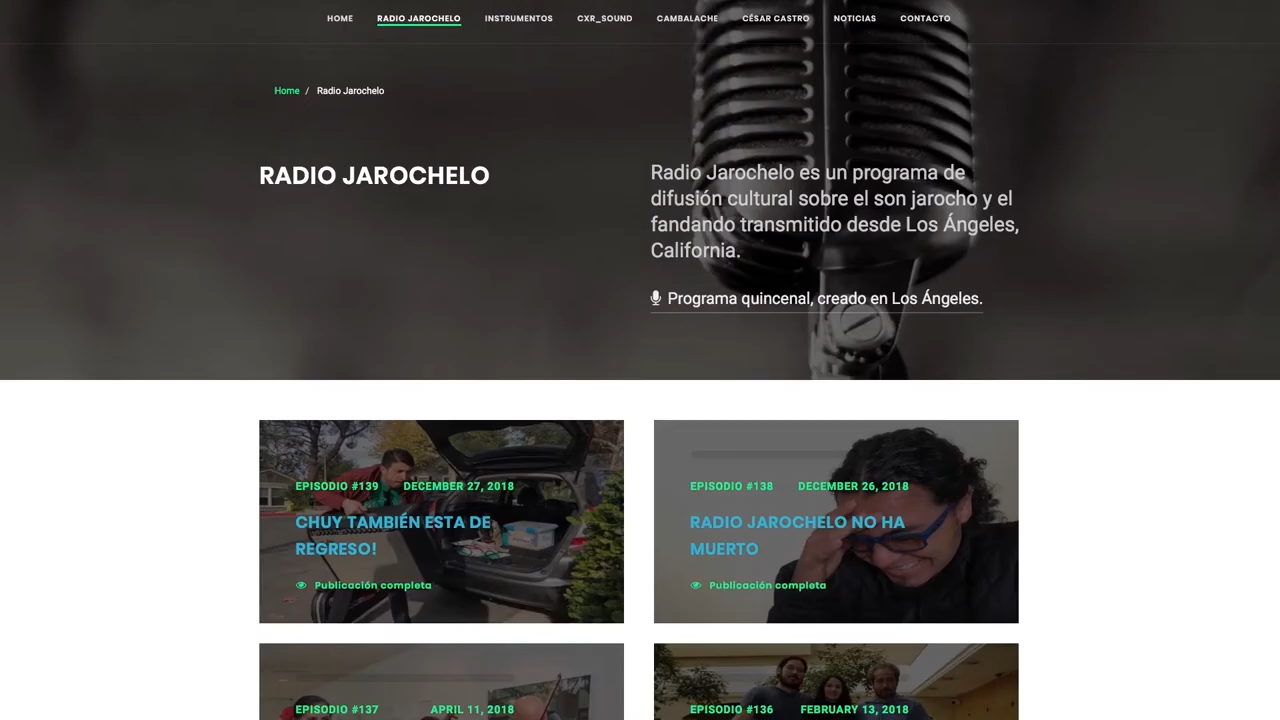 HOME RADIO JAROCHELO INSTRUMENTOS CXR_SOUND CAMBALACHE CÉSAR CASTRO NOTICIAS CONTACTO
Home / Radio Jarochelo
RADIO JAROCHELO
Radio Jarochelo es un programa de
difusión cultural sobre el son jarocho y el
fandando transmitido desde Los Ángeles,
California.
Programa quincenal, creado en Los Ángeles.
EPISODIO #139 DECEMBER 27, 2018
CHUY TAMBIÉN ESTA DE
REGRESO!
Publicación completa
EPISODIO #138 DECEMBER 26, 2018
RADIO JAROCHELO NO HA
MUERTO
Publicación completa
EPISODIO #137 APRIL 11, 2018
EPISODIO #136 FEBRUARY 13, 2018